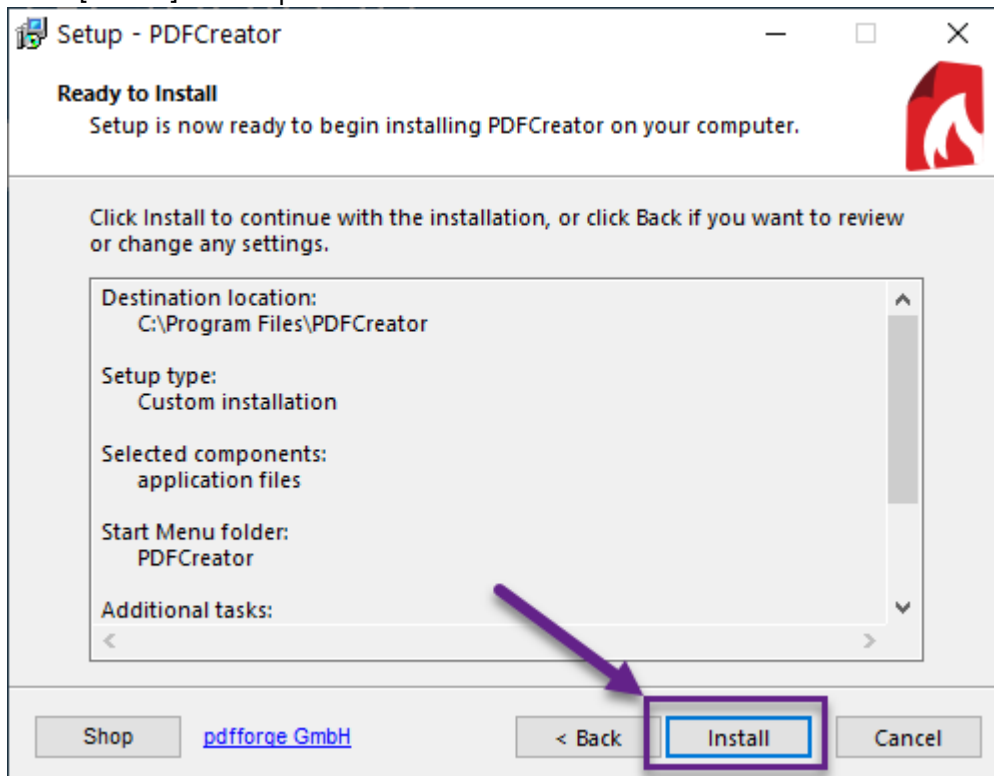 Setup - PDFCreator
Ready to Install
Setup is now ready to begin installing PDFCreator on your computer.
Click Install to continue with the installation, or click Back if you want to review
or change any settings.
Destination location:
C:\Program Files\PDFCreator
Setup type:
Custom installation
Selected components:
application files
Start Menu folder:
PDFCreator
Additional tasks:
Shop pdfforge GmbH < Back Install Cancel